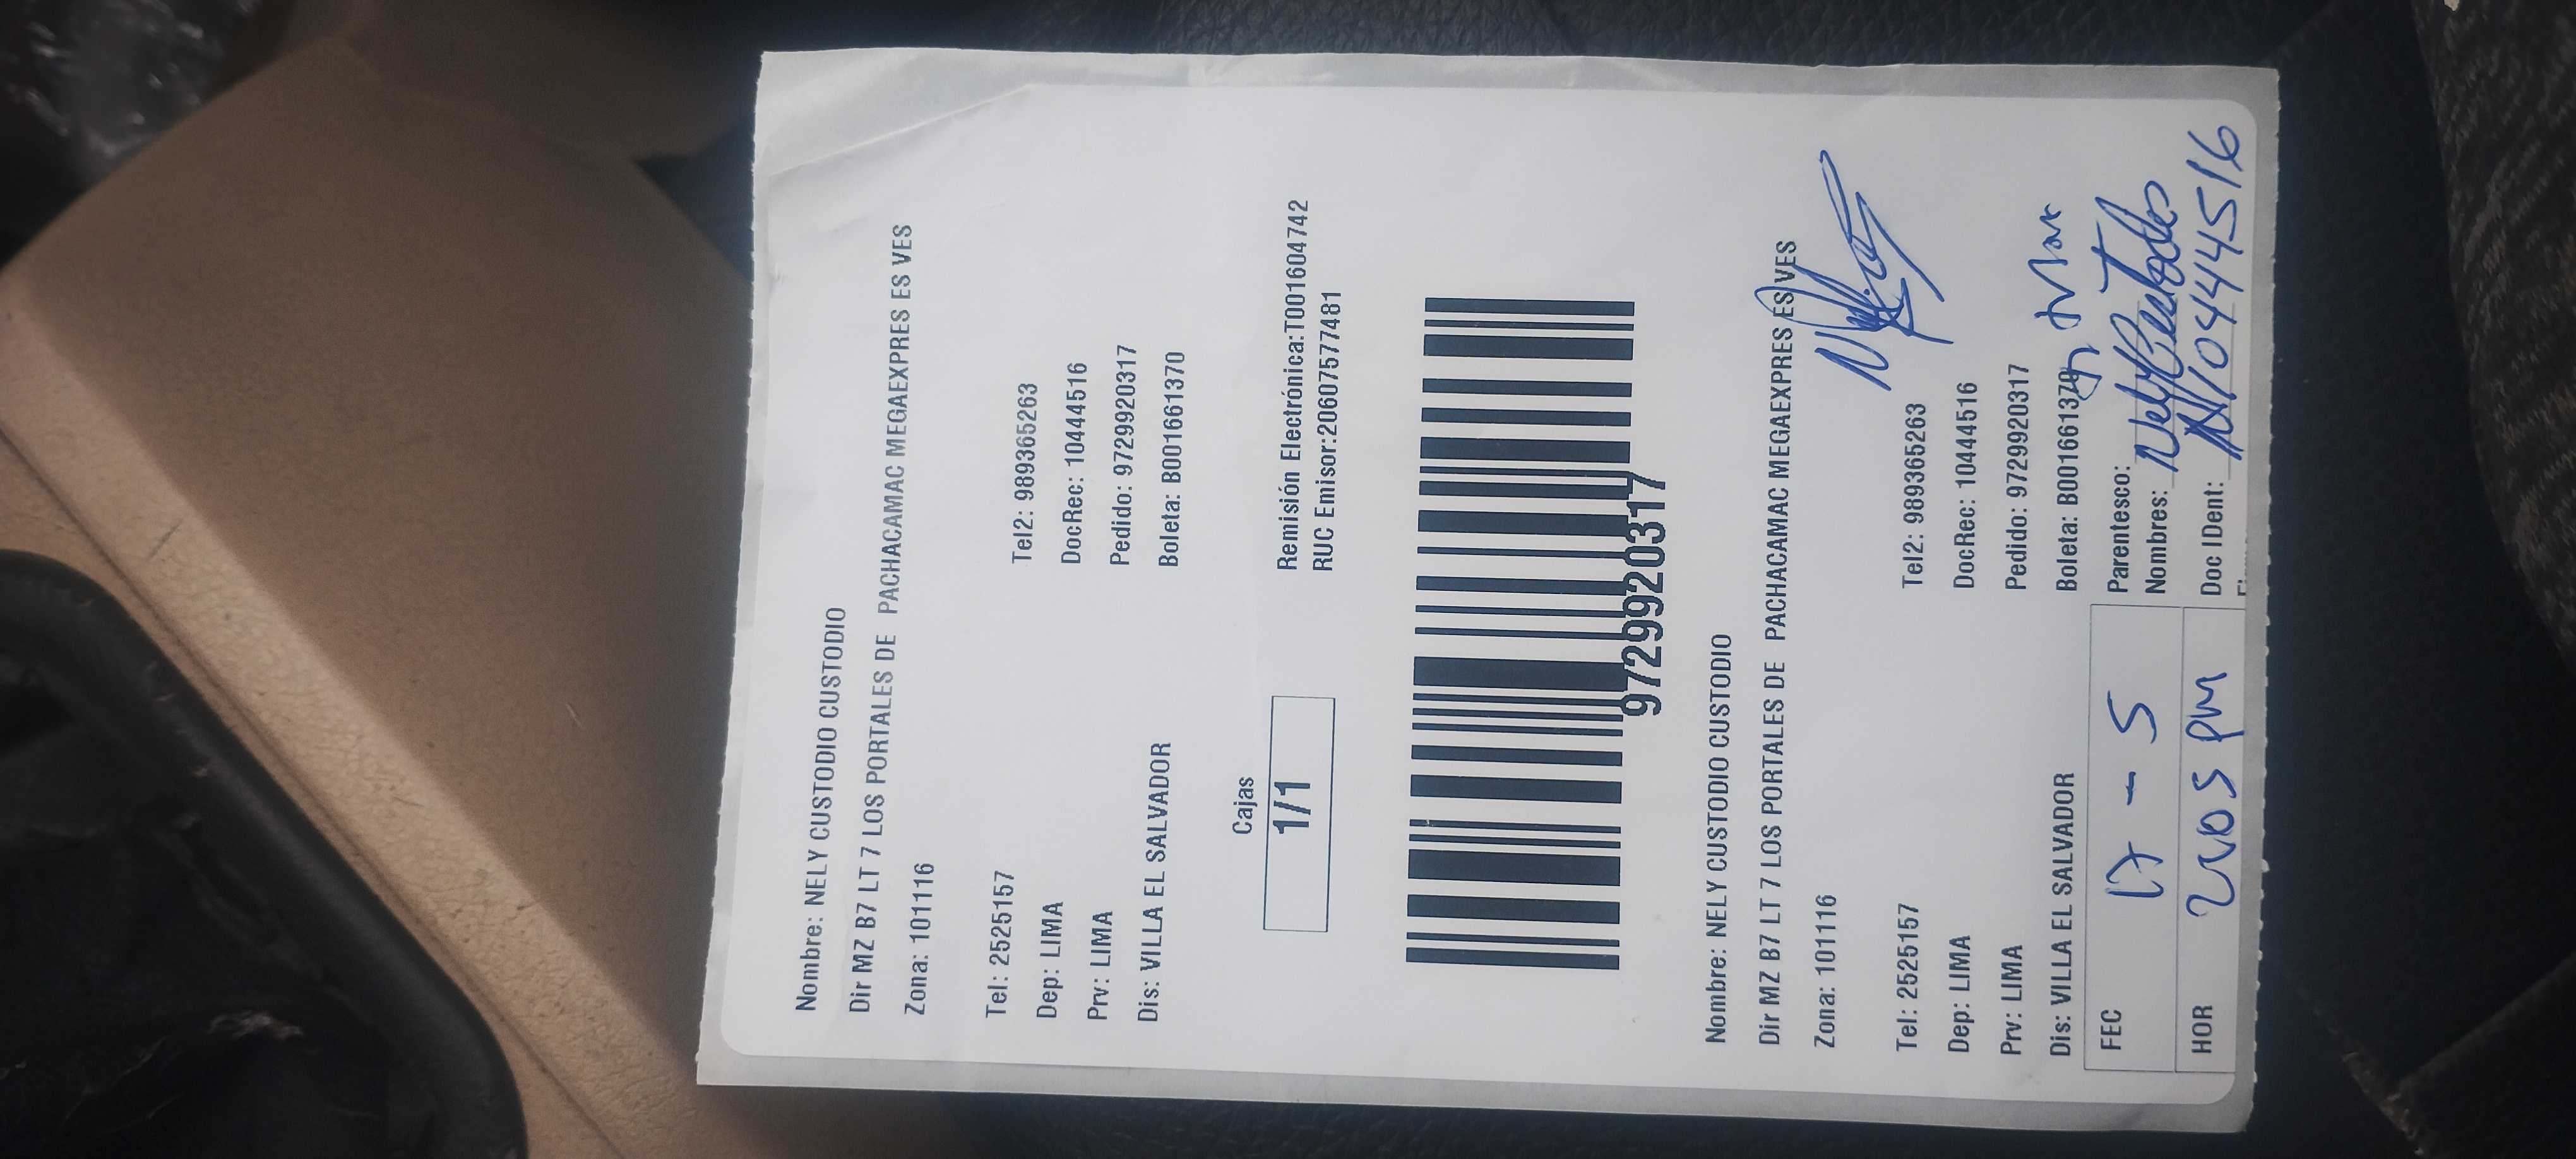 Nombre: NELY CUSTODIO CUSTODIO
Dir MZ B7 LT 7 LOS PORTALES DE PACHACAMAC MEGAEXPRES ES VES
Zona: 101116
Tel: 2525157 Tel2: 989365263
Dep: LIMA DocRec: 10444516
Prv: LIMA Pedido: 9729920317
Dis: VILLA EL SALVADOR Boleta: B001661370
Cajas
1/1
Remisión Electrónica:T001604742
RUC Emisor:20607577481
9729920317
Nombre: NELY CUSTODIO CUSTODIO
Dir MZ B7 LT 7 LOS PORTALES DE PACHACAMAC MEGAEXPRES ES VES
Zona: 101116
Tel: 2525157 Tel2: 989365263
Dep: LIMA DocRec: 10444516
Prv: LIMA Pedido: 9729920317
Dis: VILLA EL SALVADOR Boleta: B001661370
FEC 17 - 5 Parentesco:
Nombres: Nely Custodio
HOR 2:05 pm Doc IDent: 10444516